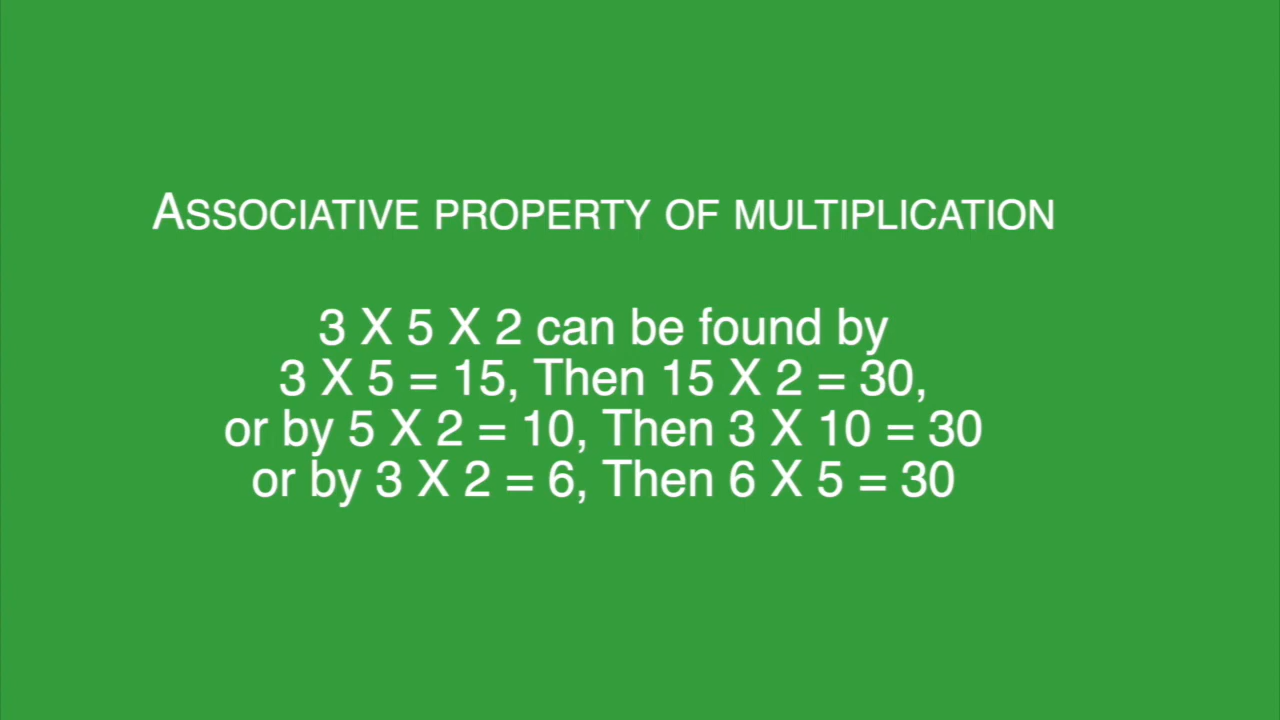 ASSOCIATIVE PROPERTY OF MULTIPLICATION
3 X 5 X 2 can be found by
3 X 5 = 15, Then 15 X 2 = 30,
or by 5 X 2 = 10, Then 3 X 10 = 30
or by 3 X 2 = 6, Then 6 X 5 = 30